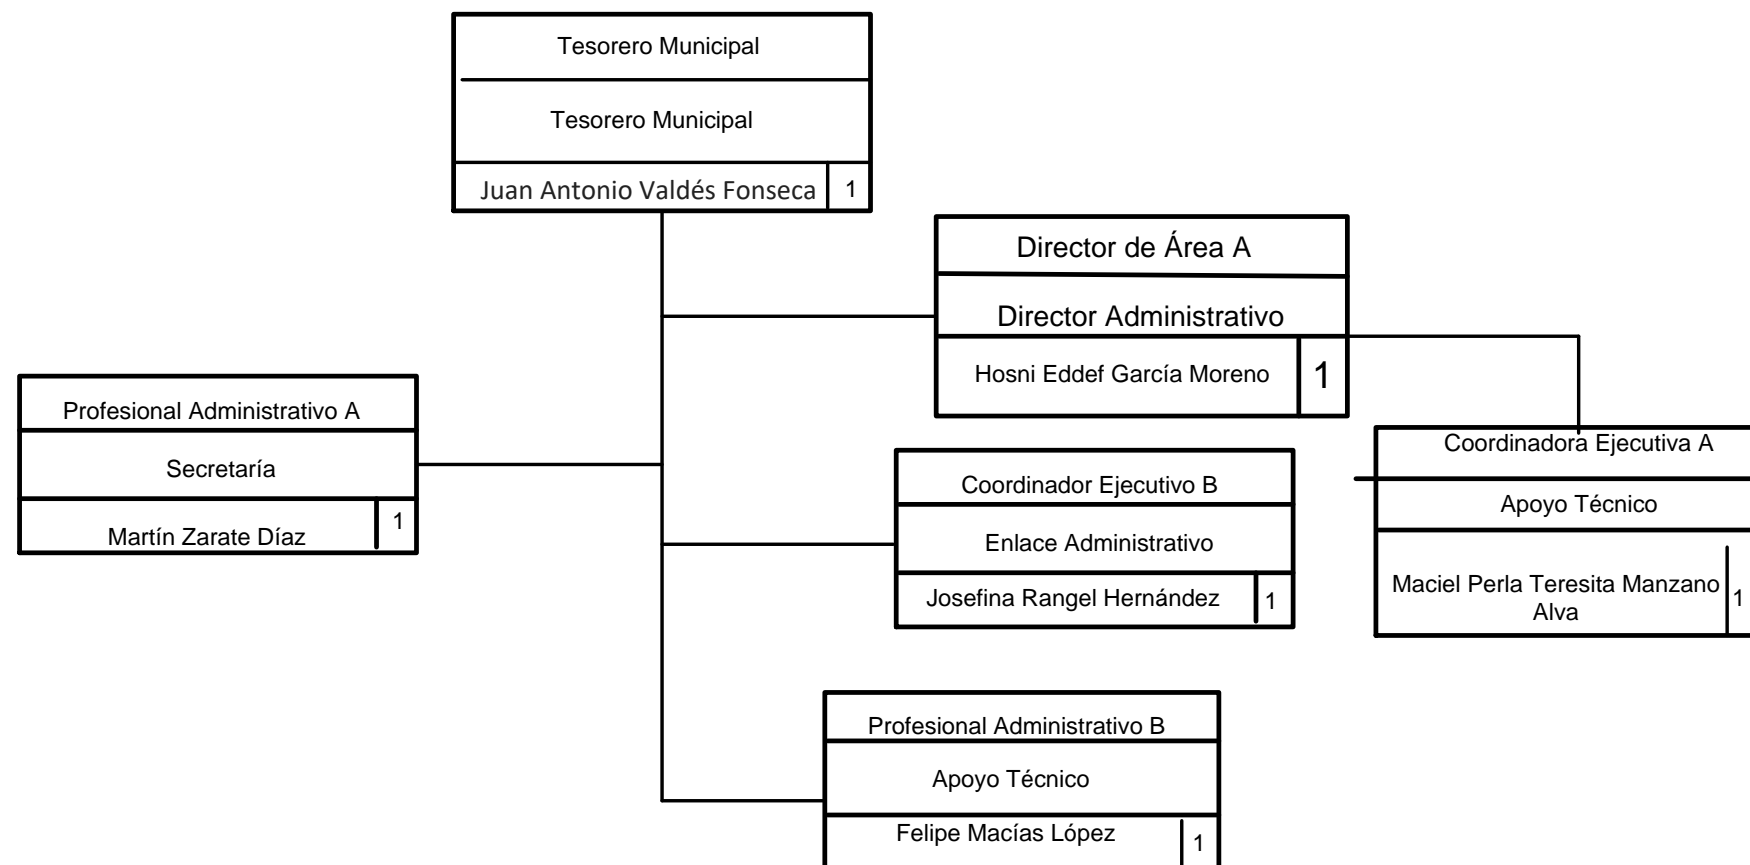 Tesorero Municipal
Tesorero Municipal
Juan Antonio Valdés Fonseca 1
Director de Área A
Director Administrativo
Hosni Eddef García Moreno 1
Profesional Administrativo A
Secretaría
Martín Zarate Díaz 1
Coordinadora Ejecutiva A
Apoyo Técnico
Maciel Perla Teresita Manzano
Alva 1
Coordinador Ejecutivo B
Enlace Administrativo
Josefina Rangel Hernández 1
Profesional Administrativo B
Apoyo Técnico
Felipe Macías López 1